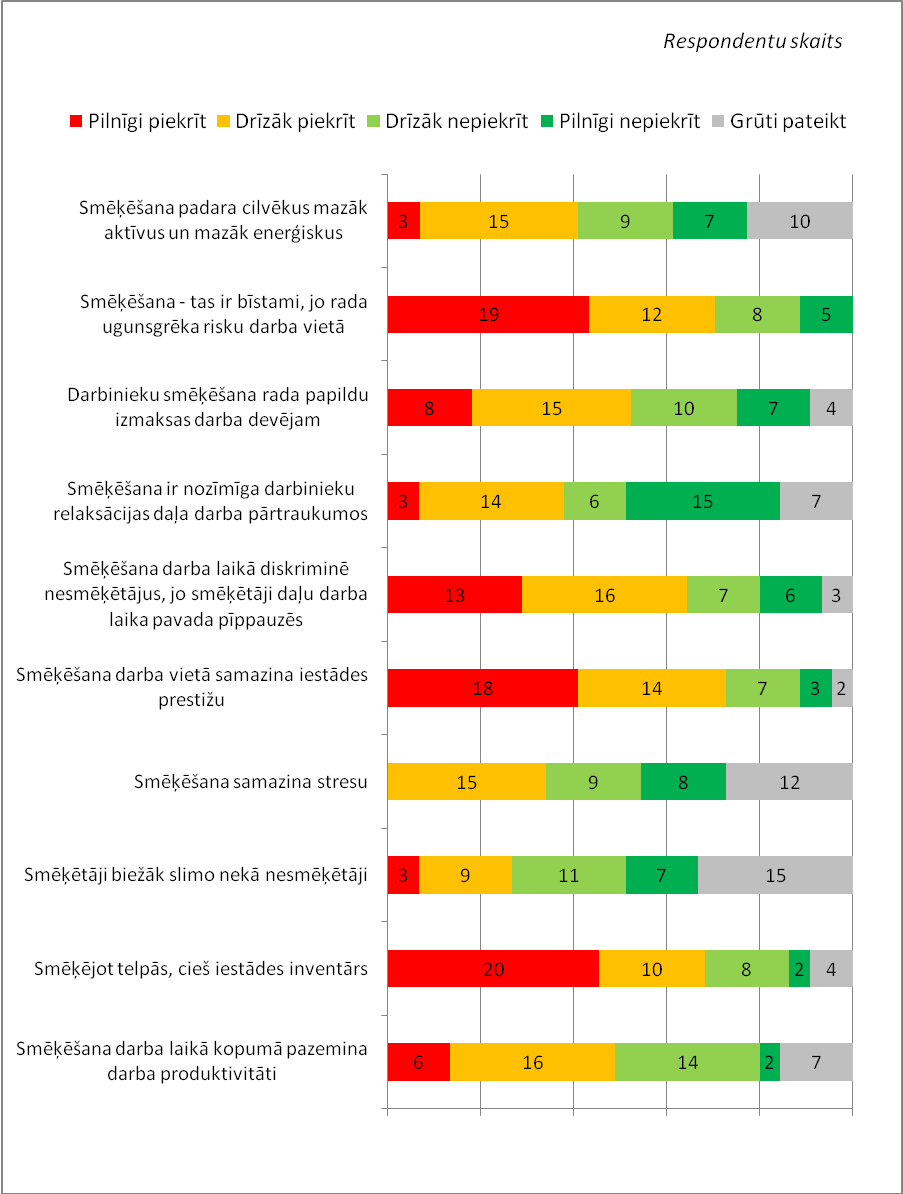 Respondentu skaits
Pilnīgi piekrīt Drīzāk piekrīt Drīzāk nepiekrīt Pilnīgi nepiekrīt Grūti pateikt
Smēķēšana padara cilvēkus mazāk
aktīvus un mazāk enerģiskus
3 15 9 7 10
Smēķēšana - tas ir bīstami, jo rada
ugunsgrēka risku darba vietā
19 12 8 5
Darbinieku smēķēšana rada papildu
izmaksas darba devējam
8 15 10 7 4
Smēķēšana ir nozīmīga darbinieku
relaksācijas daļa darba pārtraukumos
3 14 6 15 7
Smēķēšana darba laikā diskriminē
nesmēķētājus, jo smēķētāji daļu darba
laika pavada pīppauzēs
13 16 7 6 3
Smēķēšana darba vietā samazina iestādes
prestižu
18 14 7 3 2
Smēķēšana samazina stresu
15 9 8 12
Smēķētāji biežāk slimo nekā nesmēķētāji
3 9 11 7 15
Smēķējot telpās, cieš iestādes inventārs
20 10 8 2 4
Smēķēšana darba laikā kopumā pazemina
darba produktivitāti
6 16 14 2 7